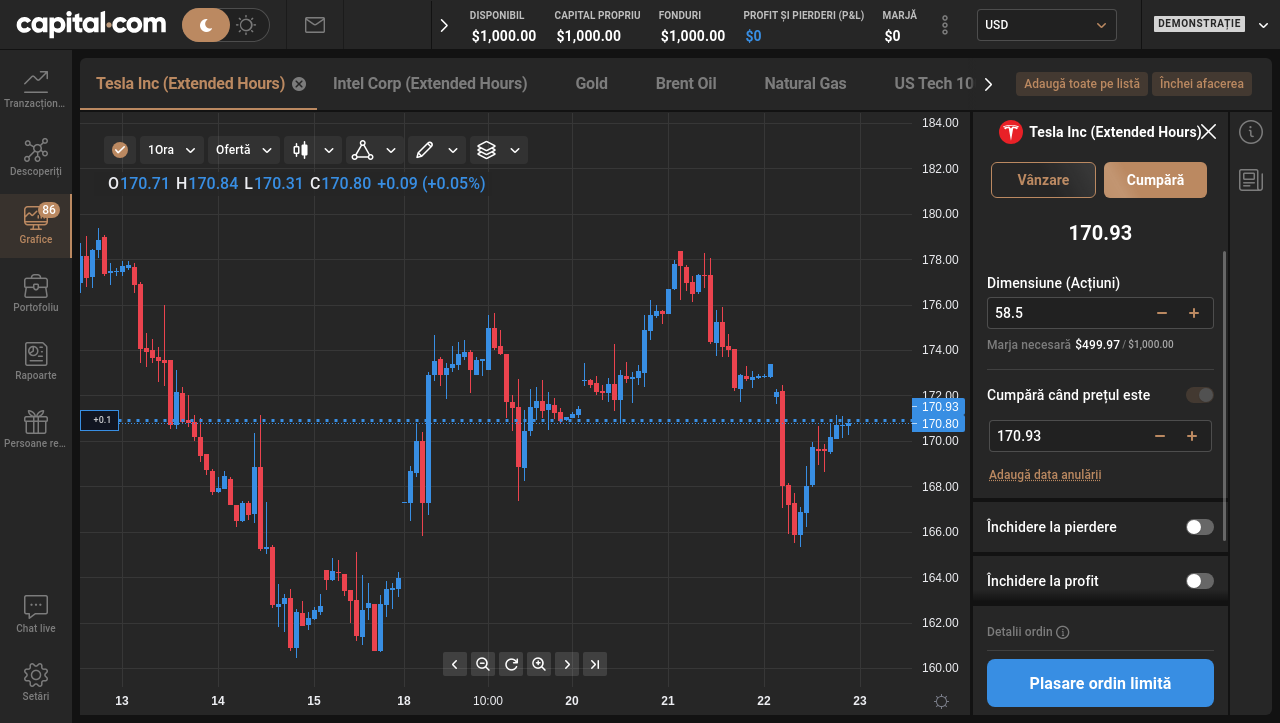 capital.com
DISPONIBIL
$1,000.00
CAPITAL PROPRIU
$1,000.00
FONDURI
$1,000.00
PROFIT ȘI PIERDERI (P&L)
$0
MARJĂ
$0
USD
DEMONSTRAȚIE
Tranzacțion...
Descoperiți
86
Grafice
Portofoliu
Rapoarte
Persoane re...
Chat live
Setări
Tesla Inc (Extended Hours)
Intel Corp (Extended Hours)
Gold
Brent Oil
Natural Gas
US Tech 10
Adaugă toate pe listă
Închei afacerea
1Ora
Ofertă
O170.71 H170.84 L170.31 C170.80 +0.09 (+0.05%)
184.00
182.00
180.00
178.00
176.00
174.00
172.00
170.93
170.80
170.00
168.00
166.00
164.00
162.00
160.00
+0.1
13
14
15
18
10:00
20
21
22
23
Tesla Inc (Extended Hours)
Vânzare
Cumpără
170.93
Dimensiune (Acțiuni)
58.5
Marja necesară $499.97 / $1,000.00
Cumpără când prețul este
170.93
Adaugă data anulării
Închidere la pierdere
Închidere la profit
Detalii ordin
Plasare ordin limită